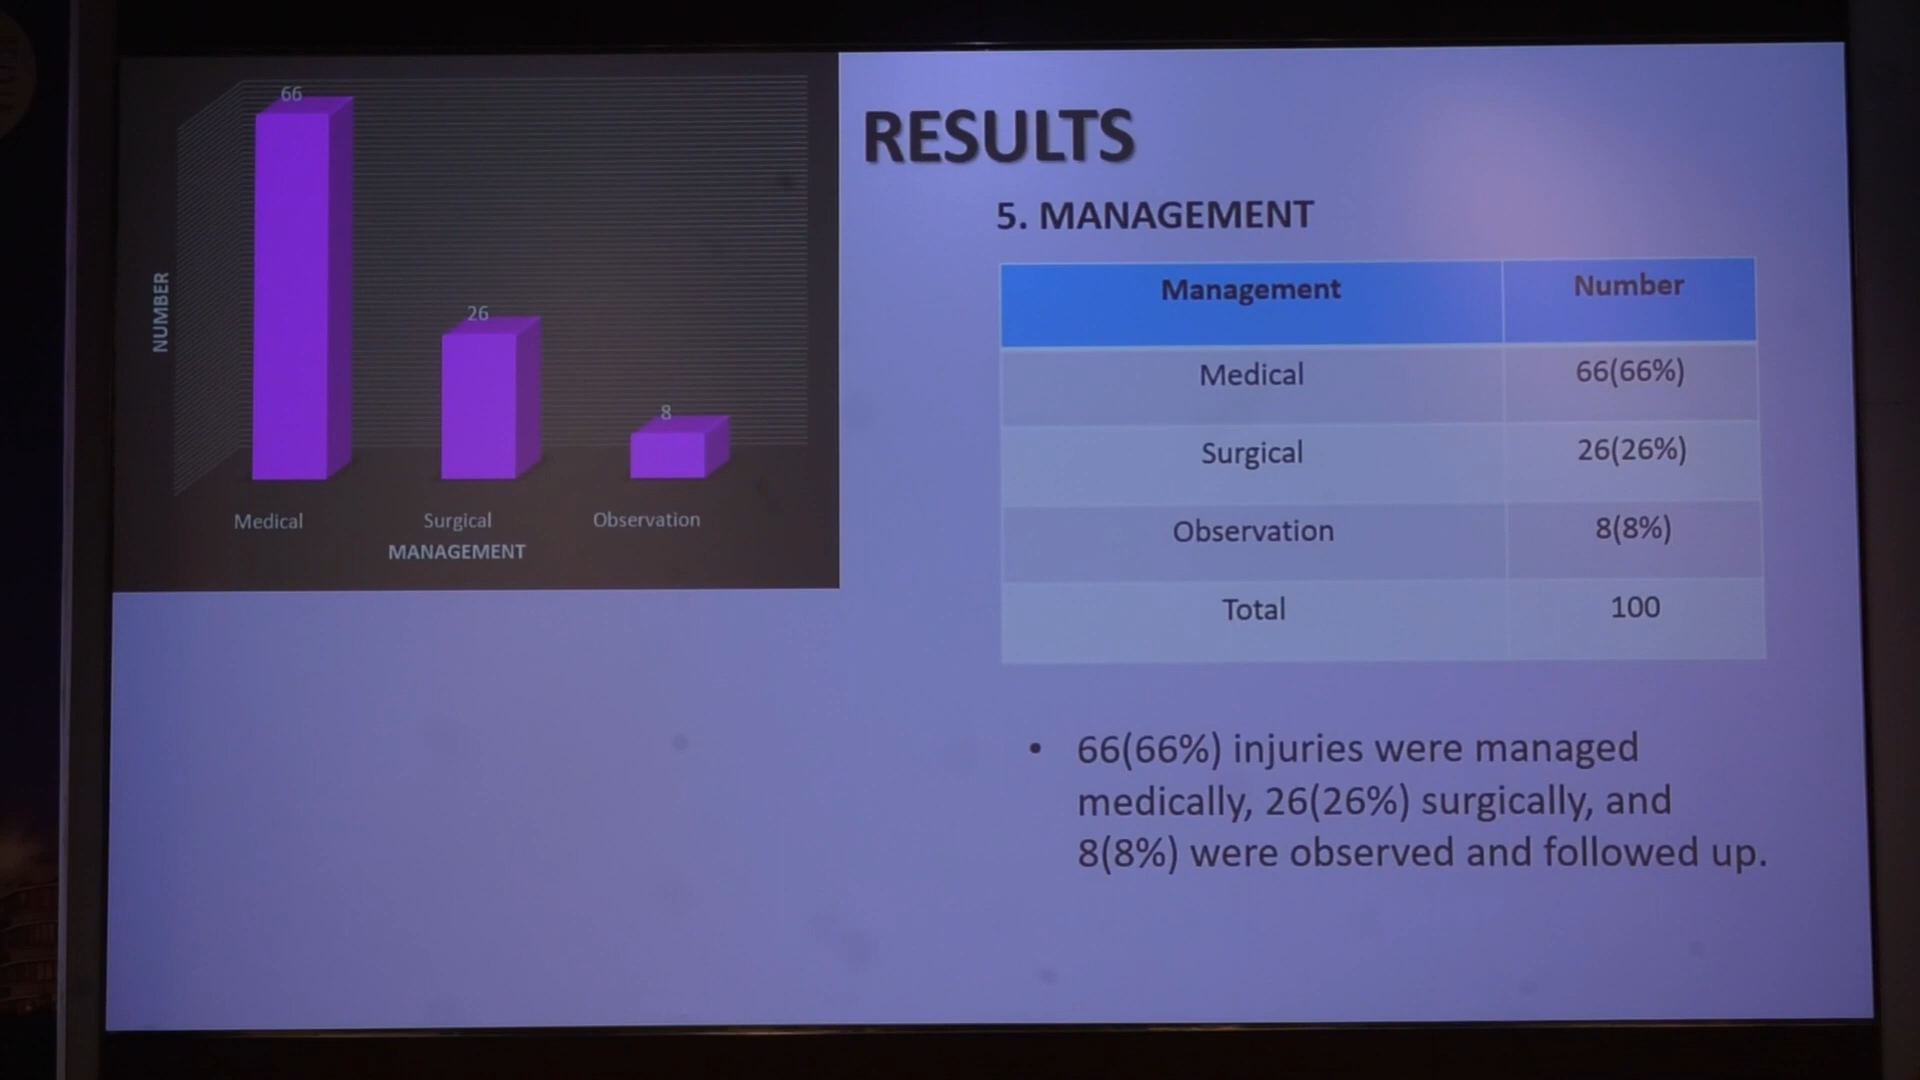 66
26
8
NUMBER
Medical
Surgical
Observation
MANAGEMENT
RESULTS
5. MANAGEMENT
Management Number
Medical 66(66%)
Surgical 26(26%)
Observation 8(8%)
Total 100
• 66(66%) injuries were managed
medically, 26(26%) surgically, and
8(8%) were observed and followed up.